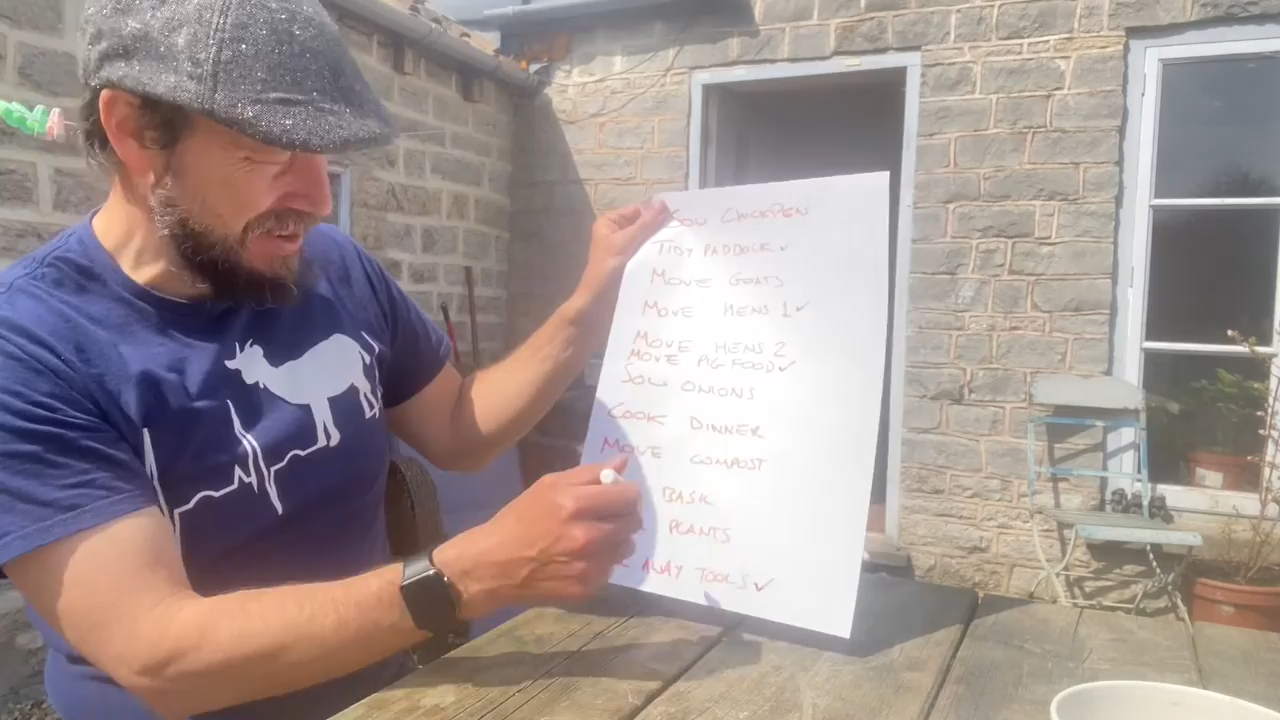 SOW CHICKPEN
TIDY PADDOCK ✓
MOVE GOATS
MOVE HENS 1 ✓
MOVE HENS 2
MOVE PIG FOOD ✓
SOW ONIONS
COOK DINNER
MOVE COMPOST
BASK
PLANTS
AWAY TOOLS ✓